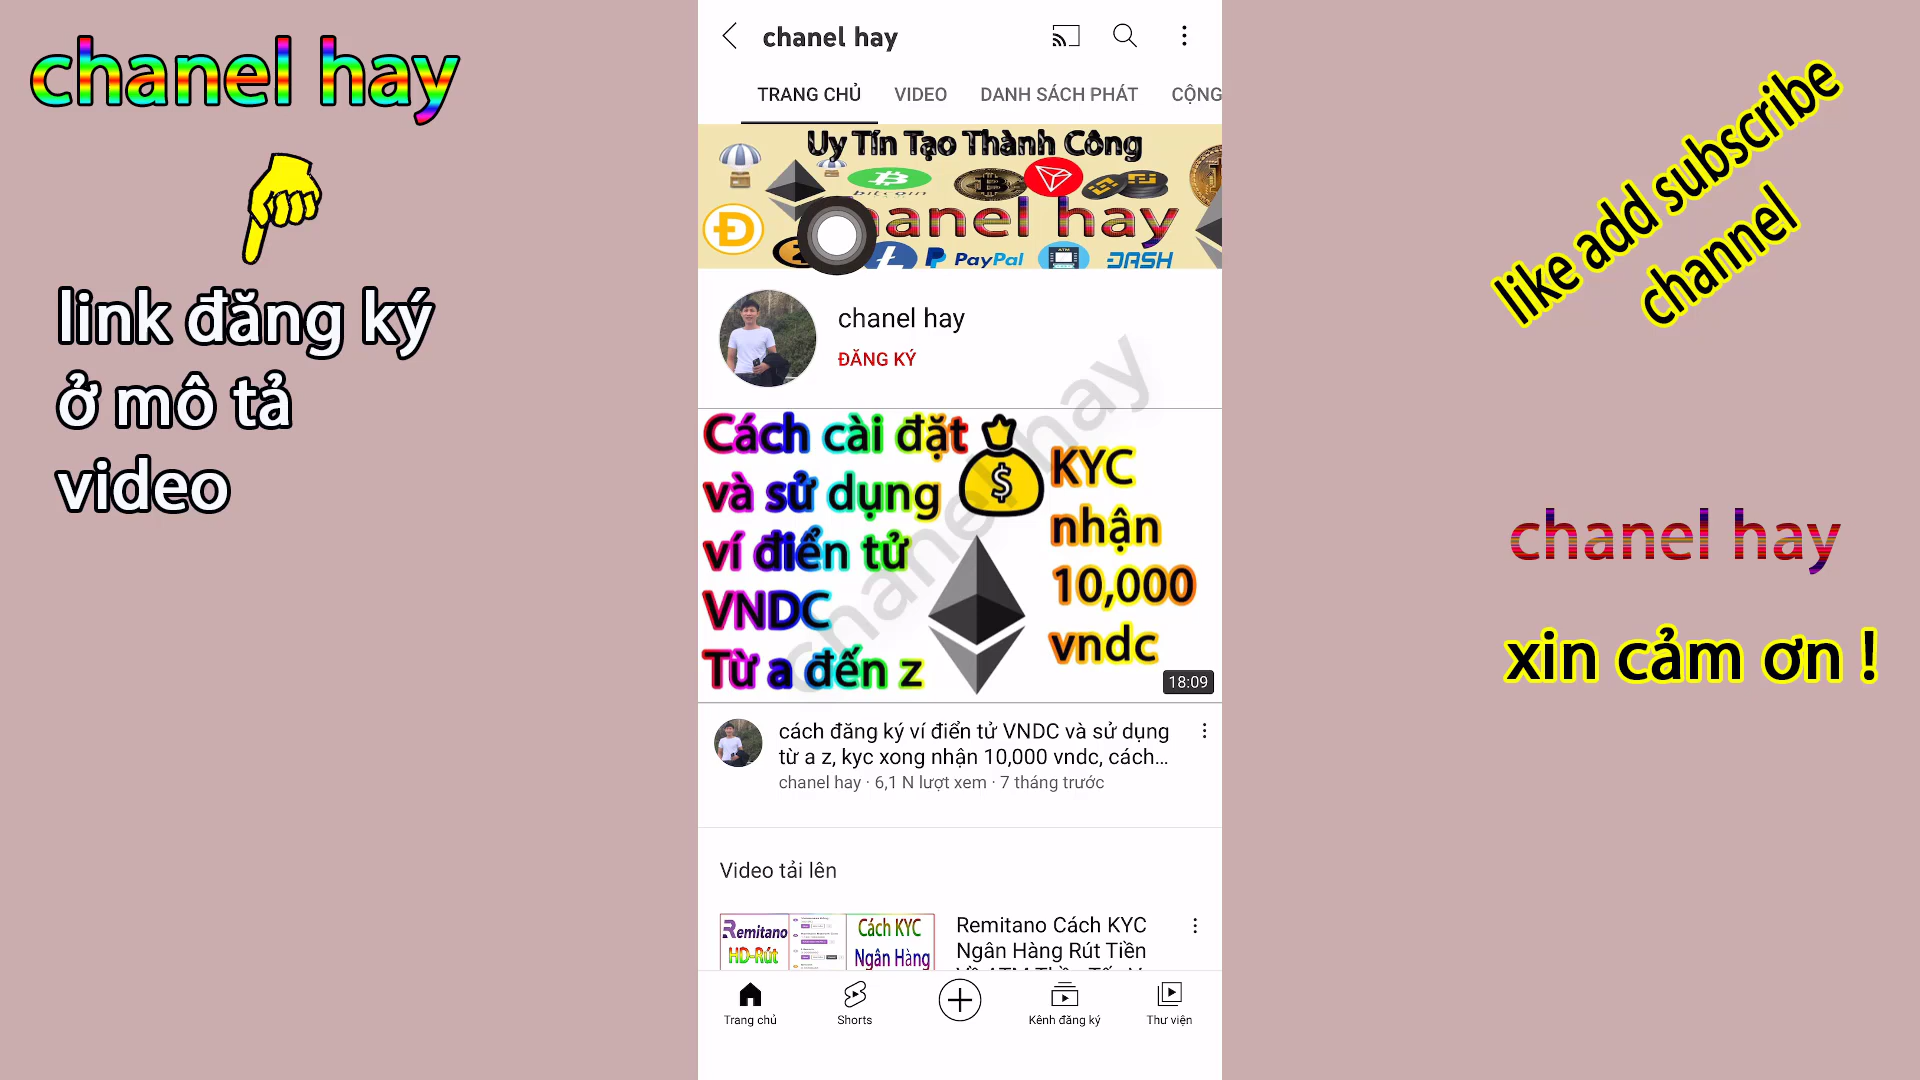 chanel hay
link đăng ký
ở mô tả
video
chanel hay
TRANG CHỦ VIDEO DANH SÁCH PHÁT CỘNG
Uy Tín Tạo Thành Công
bitcoin
hanel hay
PayPal
ATM
DASH
chanel hay
ĐĂNG KÝ
Cách cài đặt
và sử dụng
ví điển tử
VNDC
Từ a đến z
KYC
nhận
10,000
vndc
18:09
chanel hay
cách đăng ký ví điển tử VNDC và sử dụng
từ a z, kyc xong nhận 10,000 vndc, cách...
chanel hay · 6,1 N lượt xem · 7 tháng trước
Video tải lên
Remitano
HD-Rút
Cách KYC
Ngân Hàng
Remitano Cách KYC
Ngân Hàng Rút Tiền
Trang chủ
Shorts
Kênh đăng ký
Thư viện
like add subscribe
channel
chanel hay
xin cảm ơn !